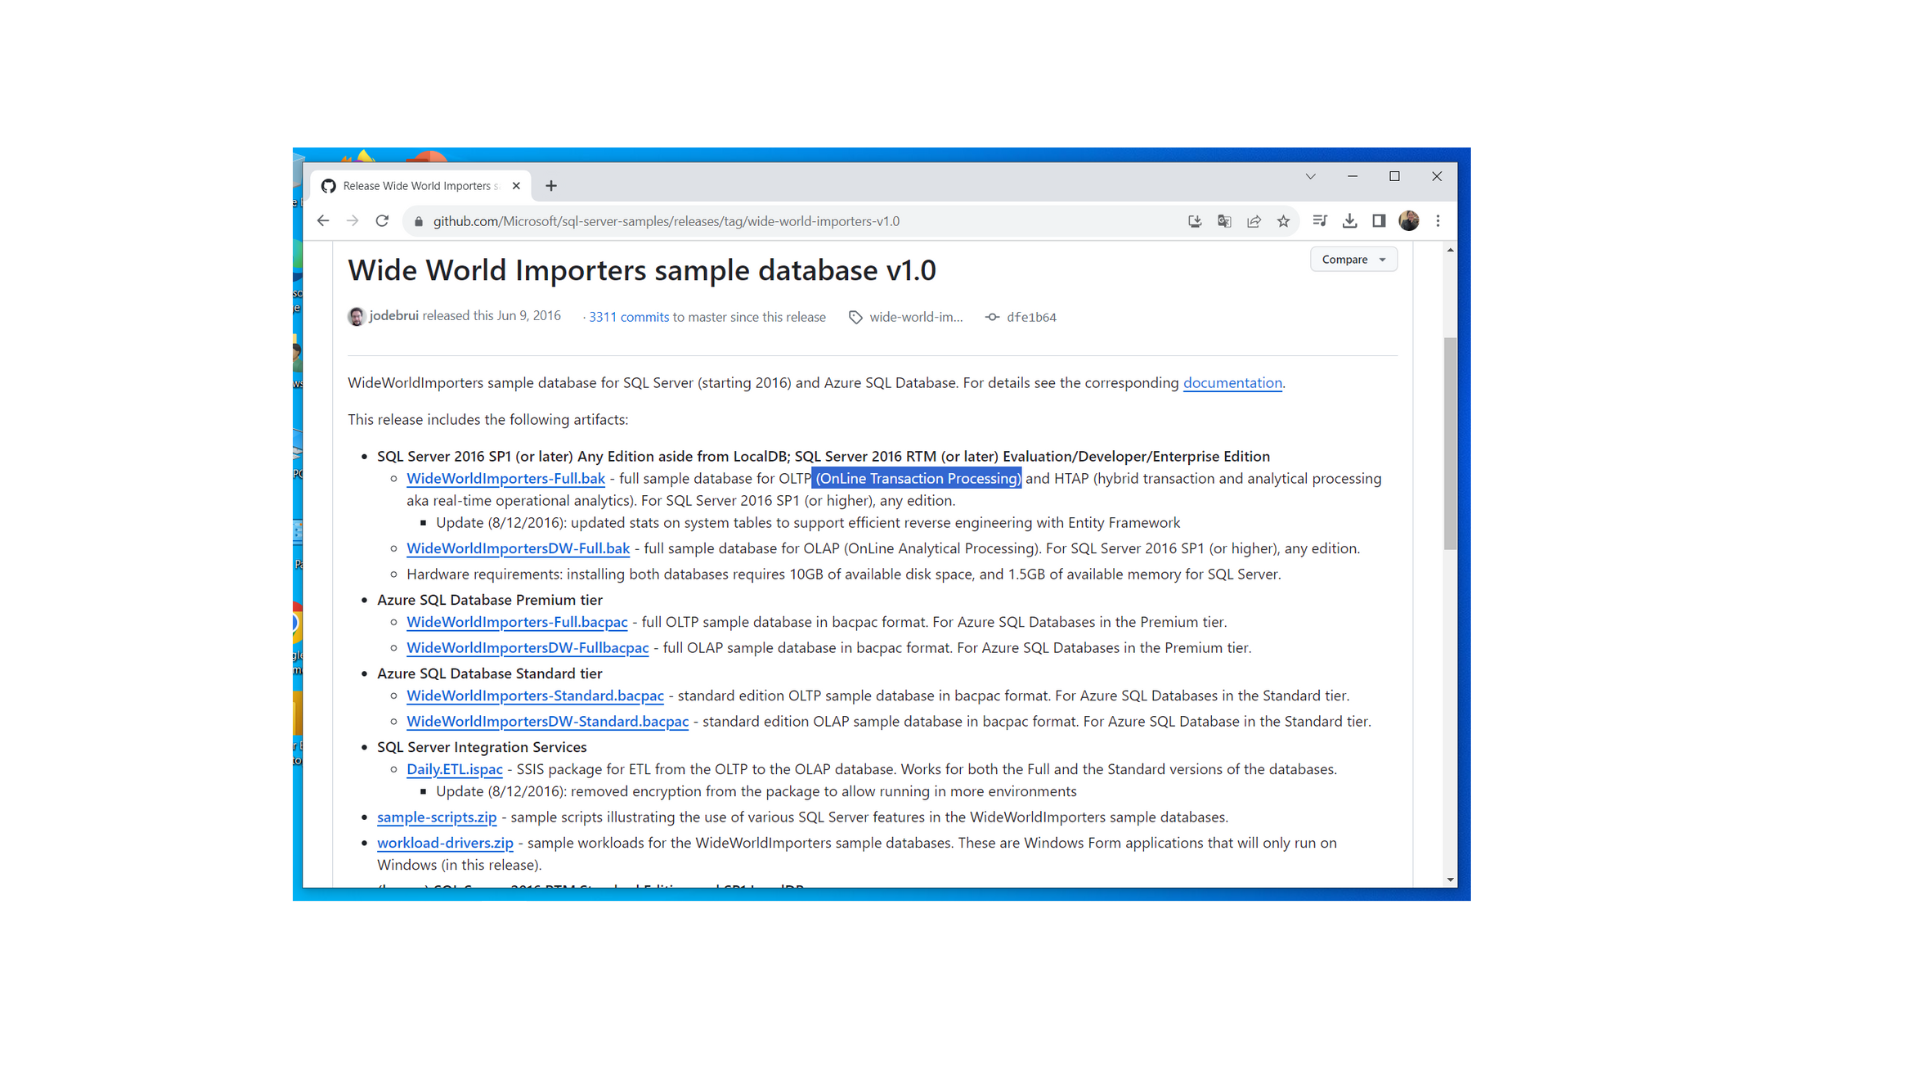 Release Wide World Importers s
github.com/Microsoft/sql-server-samples/releases/tag/wide-world-importers-v1.0
Wide World Importers sample database v1.0
Compare
jodebrui released this Jun 9, 2016 · 3311 commits to master since this release wide-world-im... dfe1b64
WideWorldImporters sample database for SQL Server (starting 2016) and Azure SQL Database. For details see the corresponding documentation.
This release includes the following artifacts:
SQL Server 2016 SP1 (or later) Any Edition aside from LocalDB; SQL Server 2016 RTM (or later) Evaluation/Developer/Enterprise Edition
WideWorldImporters-Full.bak - full sample database for OLTP (OnLine Transaction Processing) and HTAP (hybrid transaction and analytical processing
aka real-time operational analytics). For SQL Server 2016 SP1 (or higher), any edition.
Update (8/12/2016): updated stats on system tables to support efficient reverse engineering with Entity Framework
WideWorldImportersDW-Full.bak - full sample database for OLAP (OnLine Analytical Processing). For SQL Server 2016 SP1 (or higher), any edition.
Hardware requirements: installing both databases requires 10GB of available disk space, and 1.5GB of available memory for SQL Server.
Azure SQL Database Premium tier
WideWorldImporters-Full.bacpac - full OLTP sample database in bacpac format. For Azure SQL Databases in the Premium tier.
WideWorldImportersDW-Fullbacpac - full OLAP sample database in bacpac format. For Azure SQL Databases in the Premium tier.
Azure SQL Database Standard tier
WideWorldImporters-Standard.bacpac - standard edition OLTP sample database in bacpac format. For Azure SQL Databases in the Standard tier.
WideWorldImportersDW-Standard.bacpac - standard edition OLAP sample database in bacpac format. For Azure SQL Database in the Standard tier.
SQL Server Integration Services
Daily.ETL.ispac - SSIS package for ETL from the OLTP to the OLAP database. Works for both the Full and the Standard versions of the databases.
Update (8/12/2016): removed encryption from the package to allow running in more environments
sample-scripts.zip - sample scripts illustrating the use of various SQL Server features in the WideWorldImporters sample databases.
workload-drivers.zip - sample workloads for the WideWorldImporters sample databases. These are Windows Form applications that will only run on
Windows (in this release).